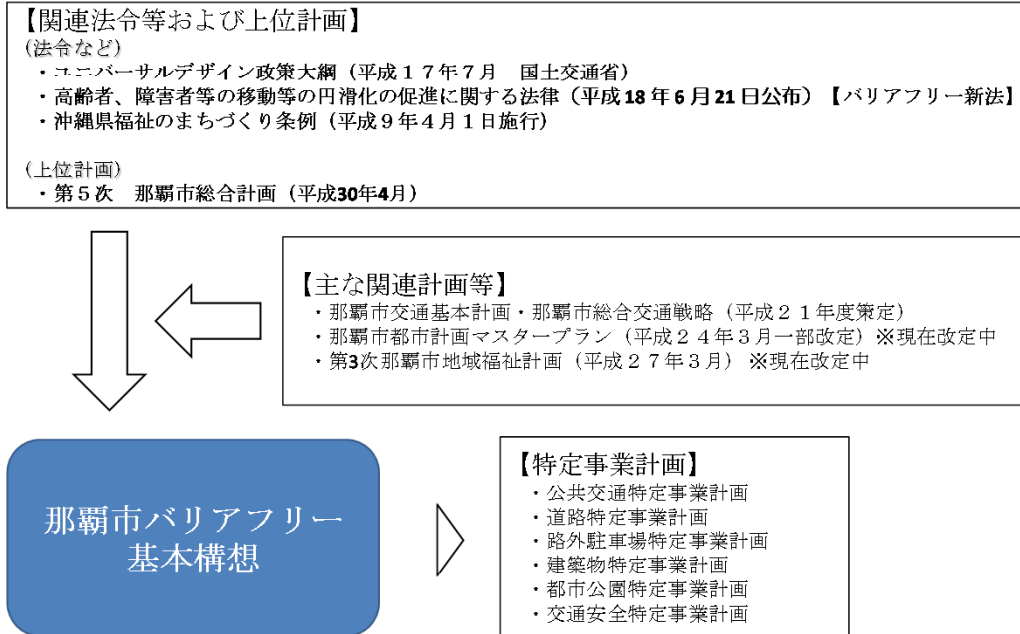 【関連法令等および上位計画】
(法令など)
・ユニバーサルデザイン政策大綱（平成１７年７月　国土交通省）
・高齢者、障害者等の移動等の円滑化の促進に関する法律（平成18年6月21日公布）【バリアフリー新法】
・沖縄県福祉のまちづくり条例（平成９年４月１日施行）
(上位計画)
・第５次　那覇市総合計画（平成30年4月）
【主な関連計画等】
・那覇市交通基本計画・那覇市総合交通戦略（平成２１年度策定）
・那覇市都市計画マスタープラン（平成２４年３月一部改定）※現在改定中
・第3次那覇市地域福祉計画（平成２７年３月）※現在改定中
那覇市バリアフリー
基本構想
【特定事業計画】
・公共交通特定事業計画
・道路特定事業計画
・路外駐車場特定事業計画
・建築物特定事業計画
・都市公園特定事業計画
・交通安全特定事業計画